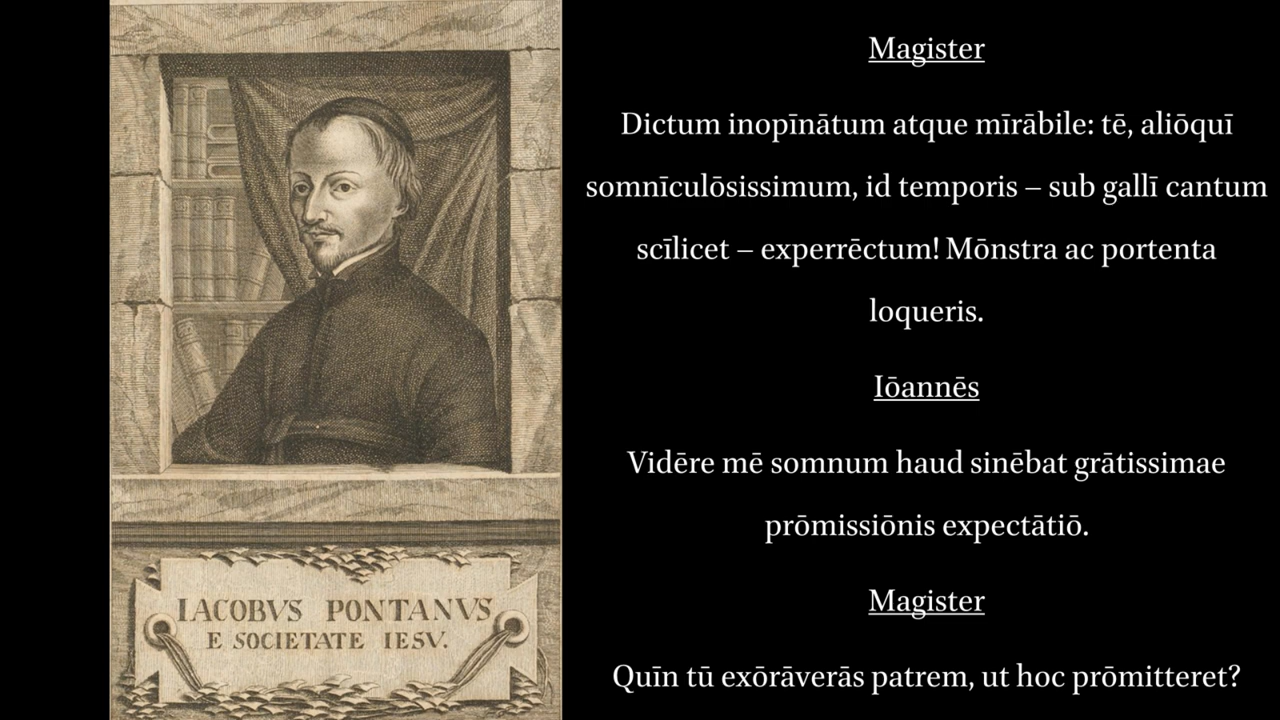 IACOBVS PONTANVS
E SOCIETATE IESV.
Magister
Dictum inopīnātum atque mīrābile: tē, aliōquī
somnīculōsissimum, id temporis – sub gallī cantum
scīlicet – experrēctum! Mōnstra ac portenta
loqueris.
Iōannēs
Vidēre mē somnum haud sinēbat grātissimae
prōmissiōnis expectātiō.
Magister
Quīn tū exōrāverās patrem, ut hoc prōmitteret?